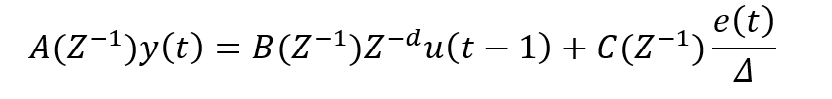 A(Z⁻¹)y(t) = B(Z⁻¹)Z⁻ᵈu(t − 1) + C(Z⁻¹) e(t)/Δ